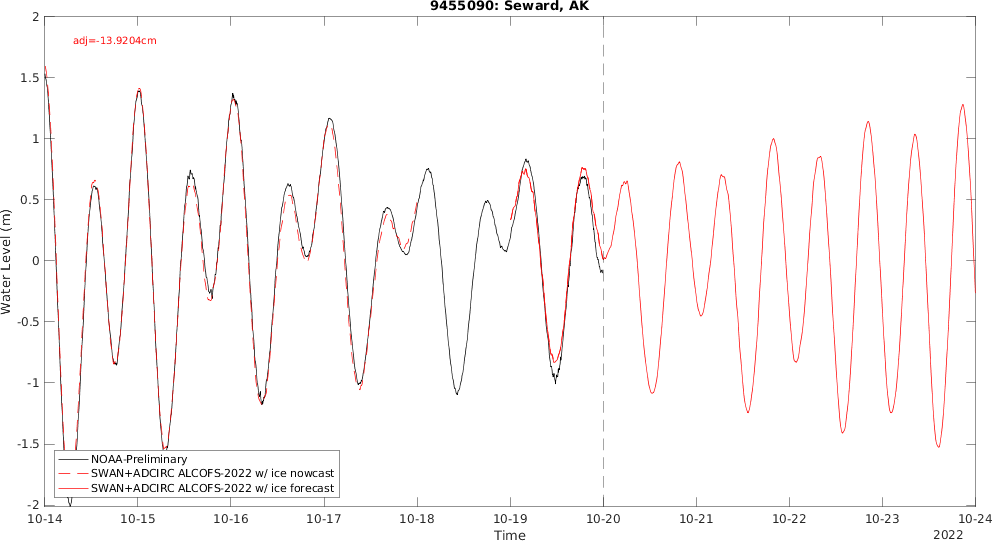 9455090: Seward, AK
adj=-13.9204cm
Water Level (m)
2
1.5
1
0.5
0
-0.5
-1
-1.5
-2
NOAA-Preliminary
SWAN+ADCIRC ALCOFS-2022 w/ ice nowcast
SWAN+ADCIRC ALCOFS-2022 w/ ice forecast
10-14 10-15 10-16 10-17 10-18 10-19 10-20 10-21 10-22 10-23 10-24
Time
2022